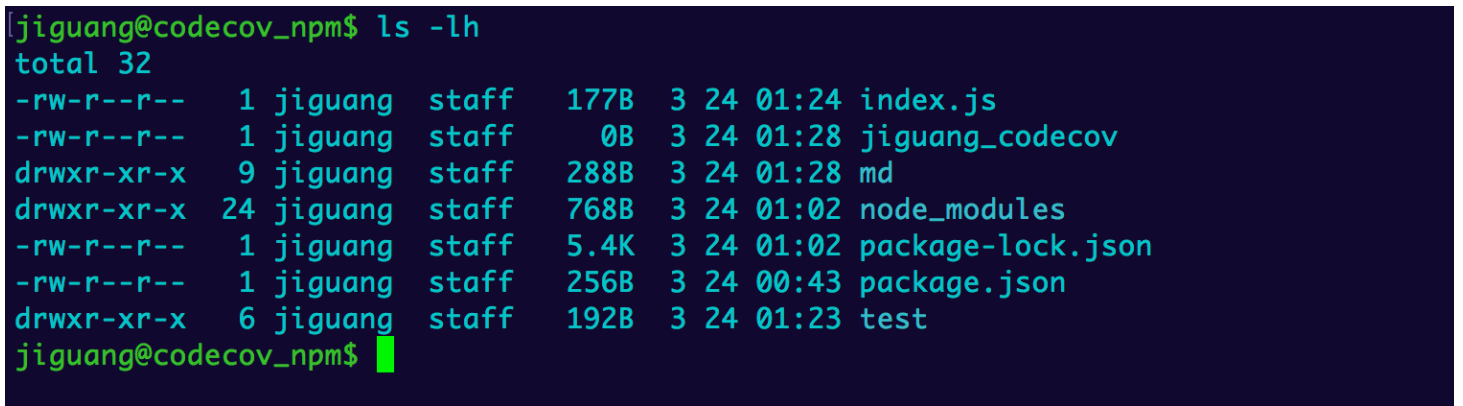 [jiguang@codecov_npm$ ls -lh
total 32
-rw-r--r--   1 jiguang  staff   177B  3 24 01:24 index.js
-rw-r--r--   1 jiguang  staff     0B  3 24 01:28 jiguang_codecov
drwxr-xr-x   9 jiguang  staff   288B  3 24 01:28 md
drwxr-xr-x  24 jiguang  staff   768B  3 24 01:02 node_modules
-rw-r--r--   1 jiguang  staff   5.4K  3 24 01:02 package-lock.json
-rw-r--r--   1 jiguang  staff   256B  3 24 00:43 package.json
drwxr-xr-x   6 jiguang  staff   192B  3 24 01:23 test
jiguang@codecov_npm$